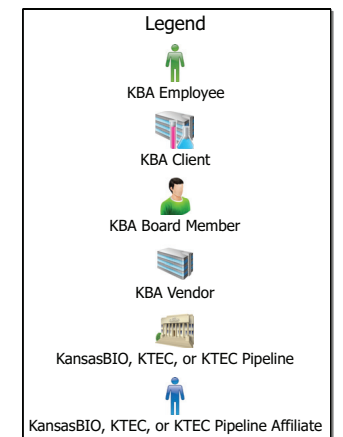 Legend
KBA Employee
KBA Client
KBA Board Member
KBA Vendor
KansasBIO, KTEC, or KTEC Pipeline
KansasBIO, KTEC, or KTEC Pipeline Affiliate